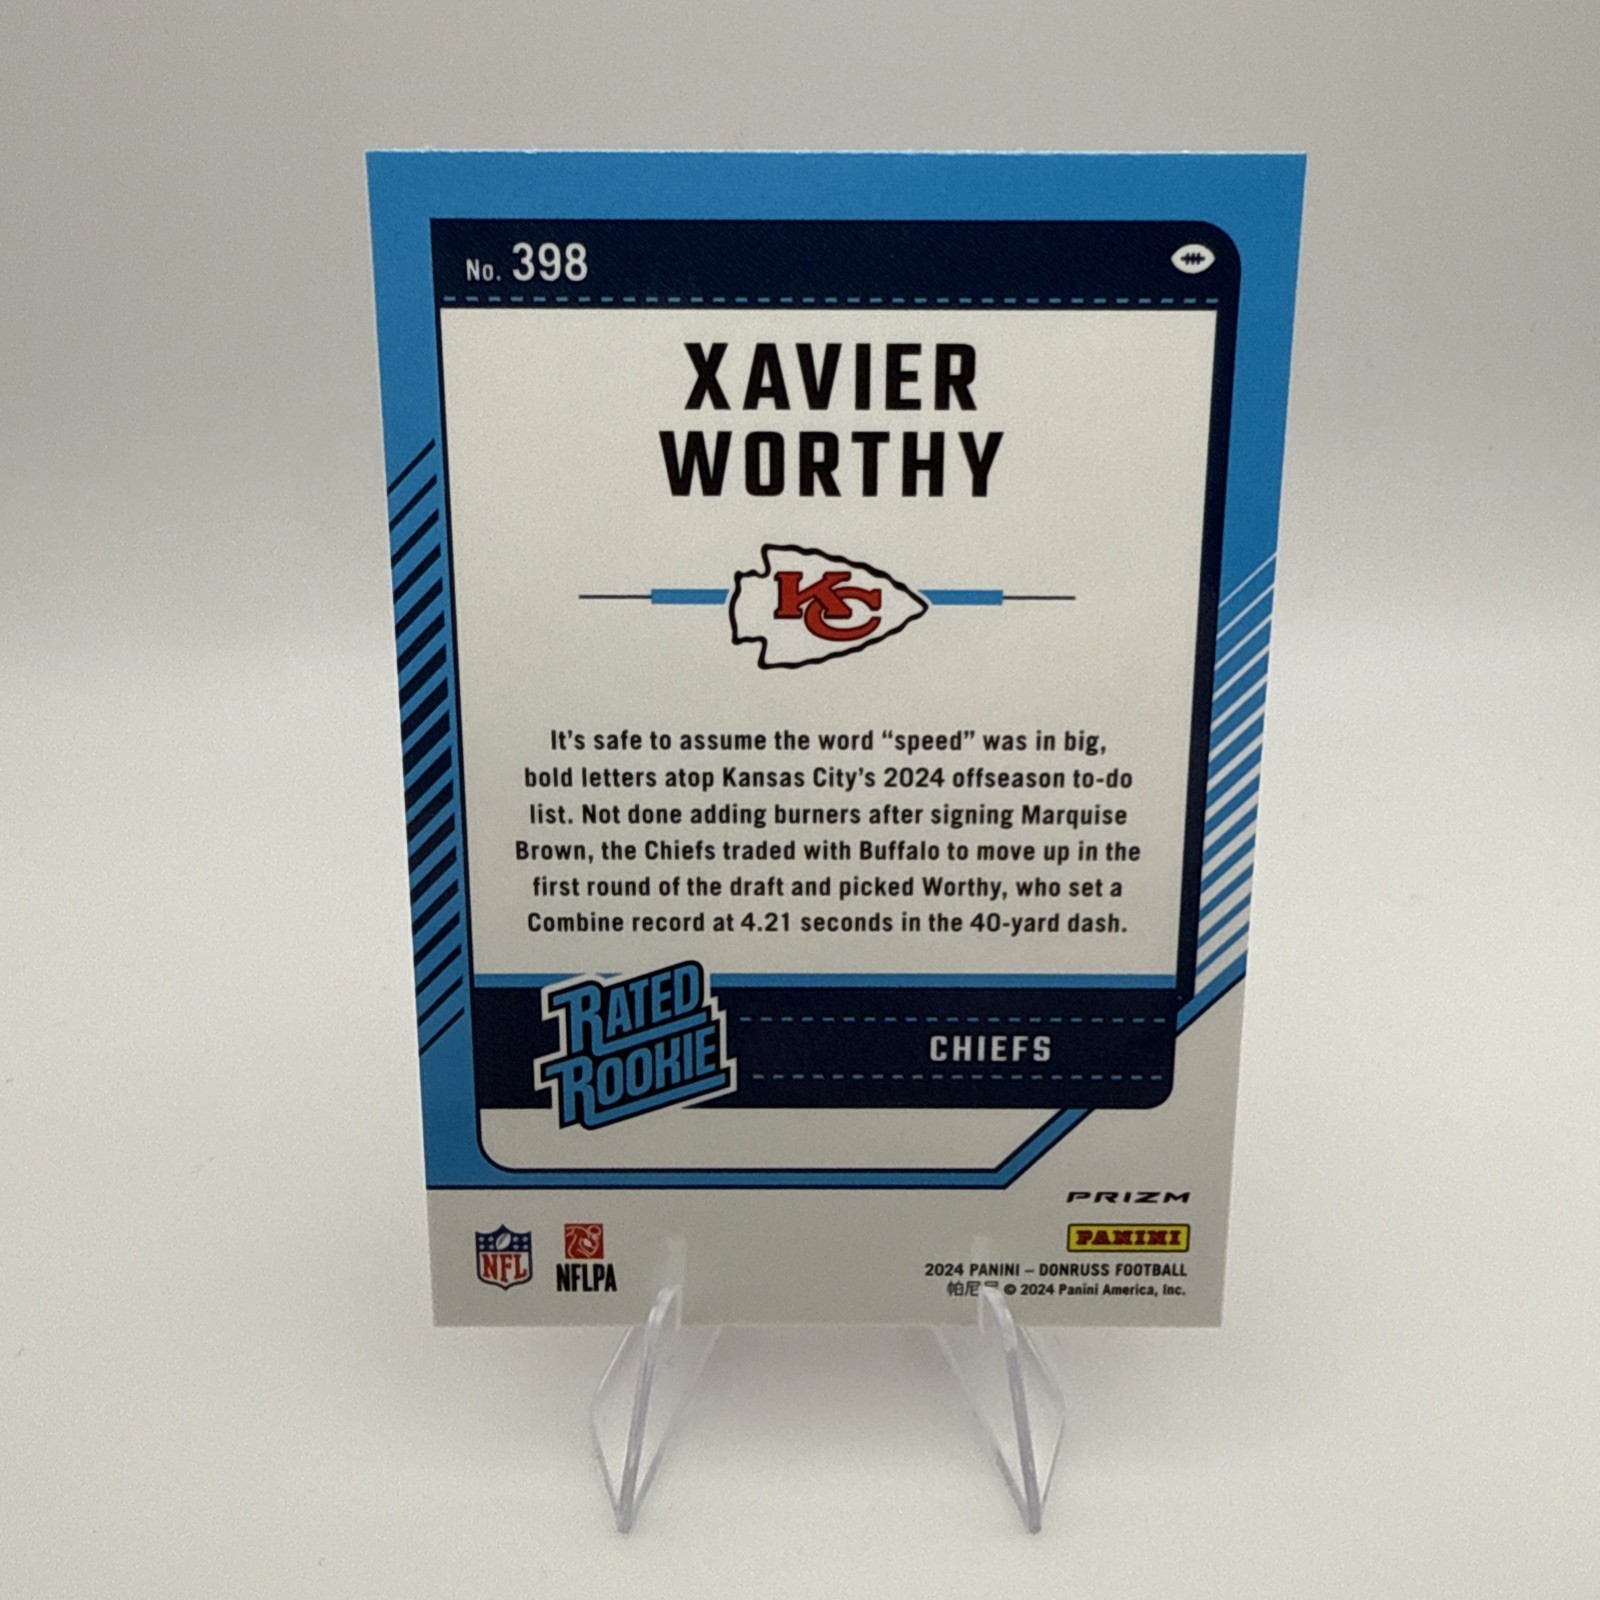 No. 398
XAVIER
WORTHY
KC
It's safe to assume the word “speed” was in big,
bold letters atop Kansas City's 2024 offseason to-do
list. Not done adding burners after signing Marquise
Brown, the Chiefs traded with Buffalo to move up in the
first round of the draft and picked Worthy, who set a
Combine record at 4.21 seconds in the 40-yard dash.
RATED
ROOKIE
CHIEFS
PRIZM
NFL
NFLPA
PANINI
2024 PANINI – DONRUSS FOOTBALL
帕尼 © 2024 Panini America, Inc.